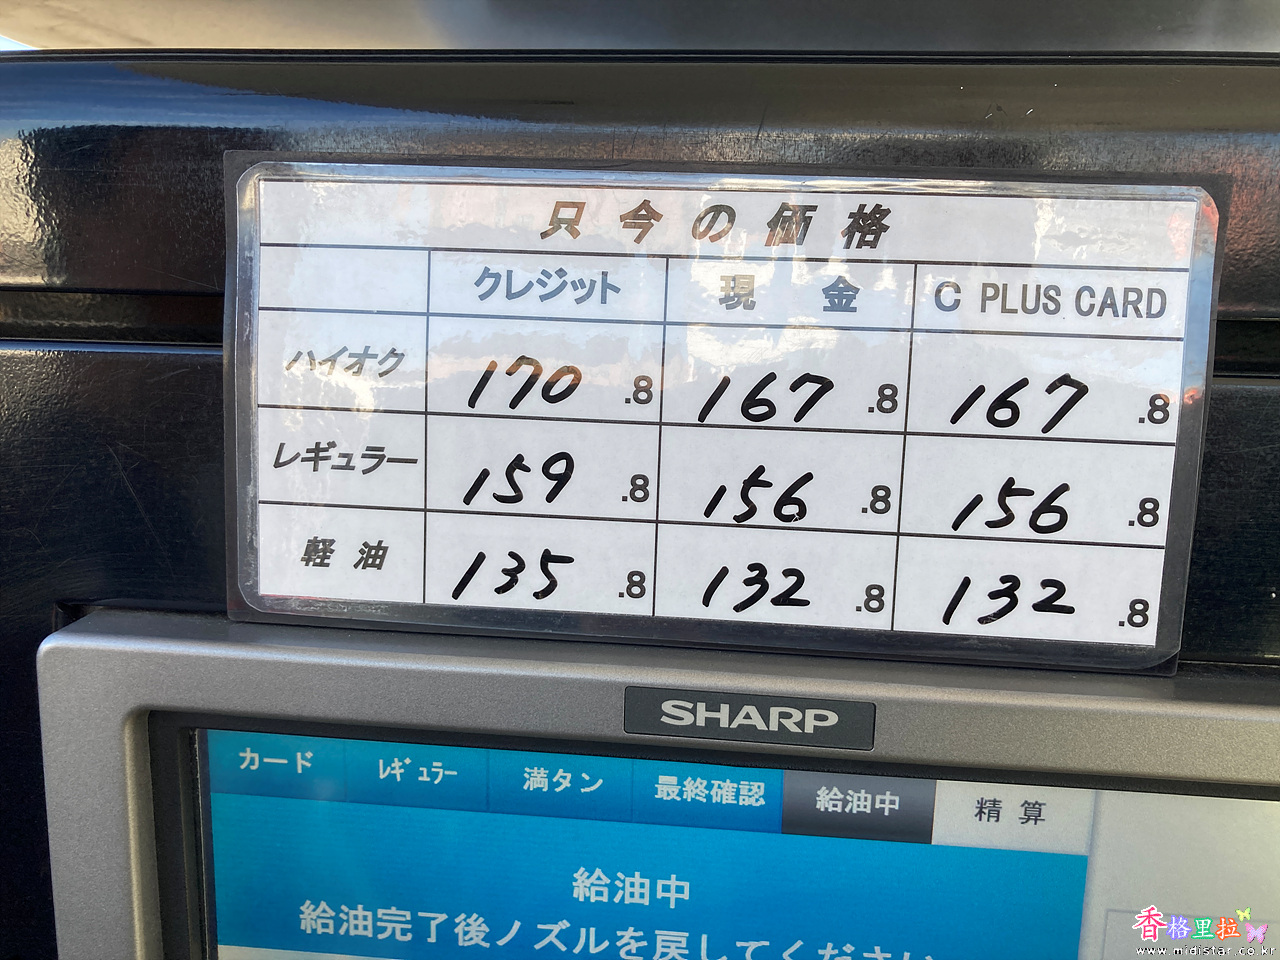 只今の価格
クレジット 現金 C PLUS CARD
ハイオク 170 .8 167 .8 167 .8
レギュラー 159 .8 156 .8 156 .8
軽油 135 .8 132 .8 132 .8
SHARP
カード ﾚｷﾞｭﾗｰ 満タン 最終確認 給油中 精算
給油中
給油完了後ノズルを戻してください
香格里拉
www.midistar.co.kr